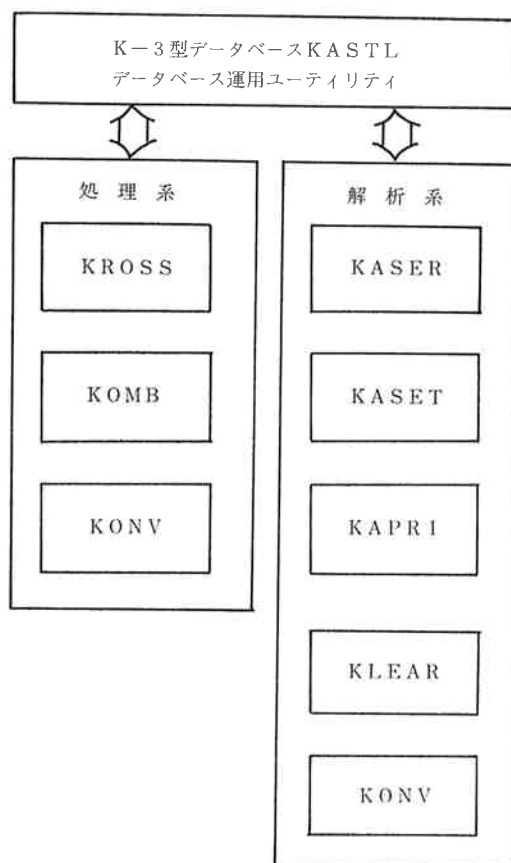 K－3型データベースKASTL
データベース運用ユーティリティ
処理系
KROSS
KOMB
KONV
解析系
KASER
KASET
KAPRI
KLEAR
KONV